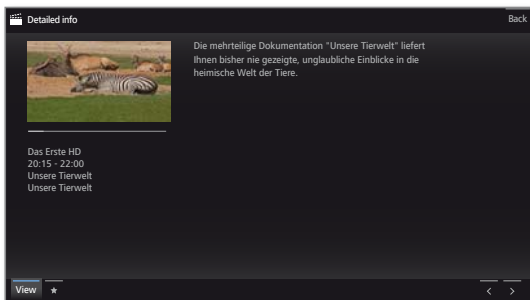 Detailed info
Back
Die mehrteilige Dokumentation "Unsere Tierwelt" liefert
Ihnen bisher nie gezeigte, unglaubliche Einblicke in die
heimische Welt der Tiere.
Das Erste HD
20:15 - 22:00
Unsere Tierwelt
Unsere Tierwelt
View